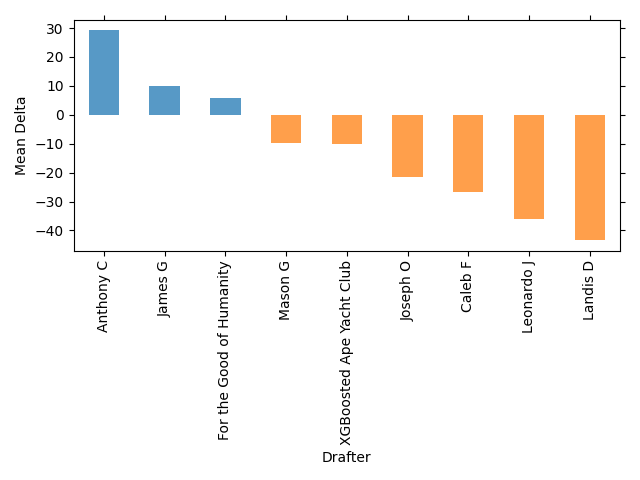 30
20
10
0
−10
−20
−30
−40
Mean Delta
Anthony C
James G
For the Good of Humanity
Mason G
XGBoosted Ape Yacht Club
Joseph O
Caleb F
Leonardo J
Landis D
Drafter